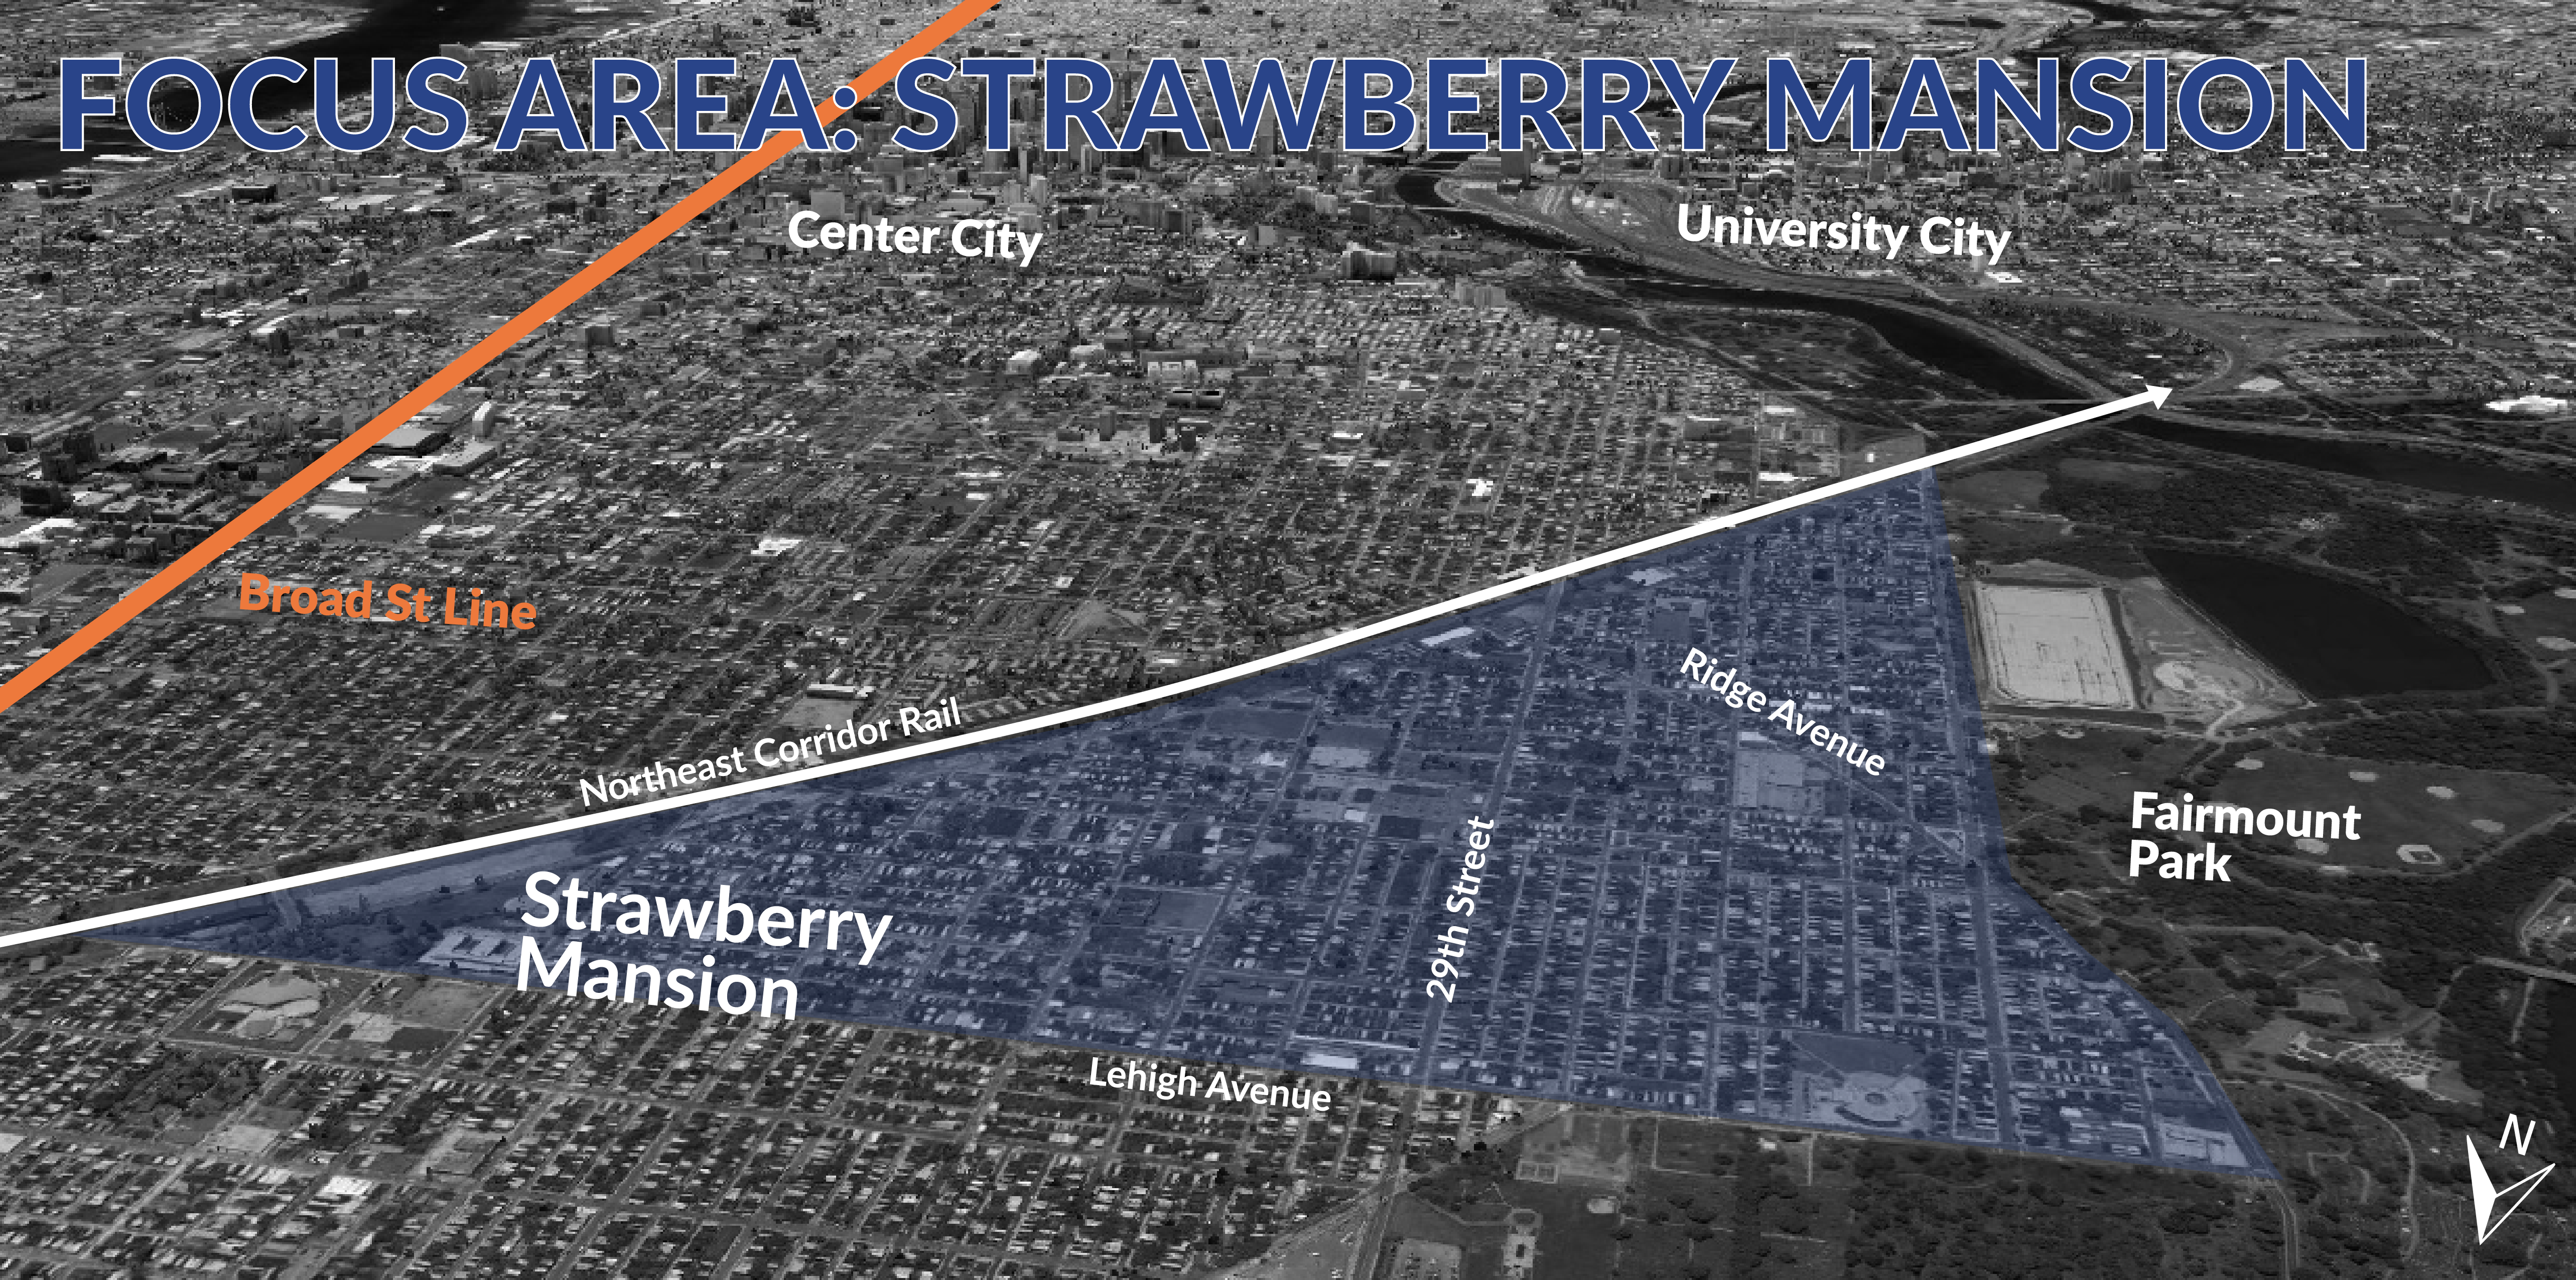 FOCUS AREA: STRAWBERRY MANSION
Center City
University City
Broad St Line
Northeast Corridor Rail
Ridge Avenue
Fairmount
Park
29th Street
Strawberry
Mansion
Lehigh Avenue
N